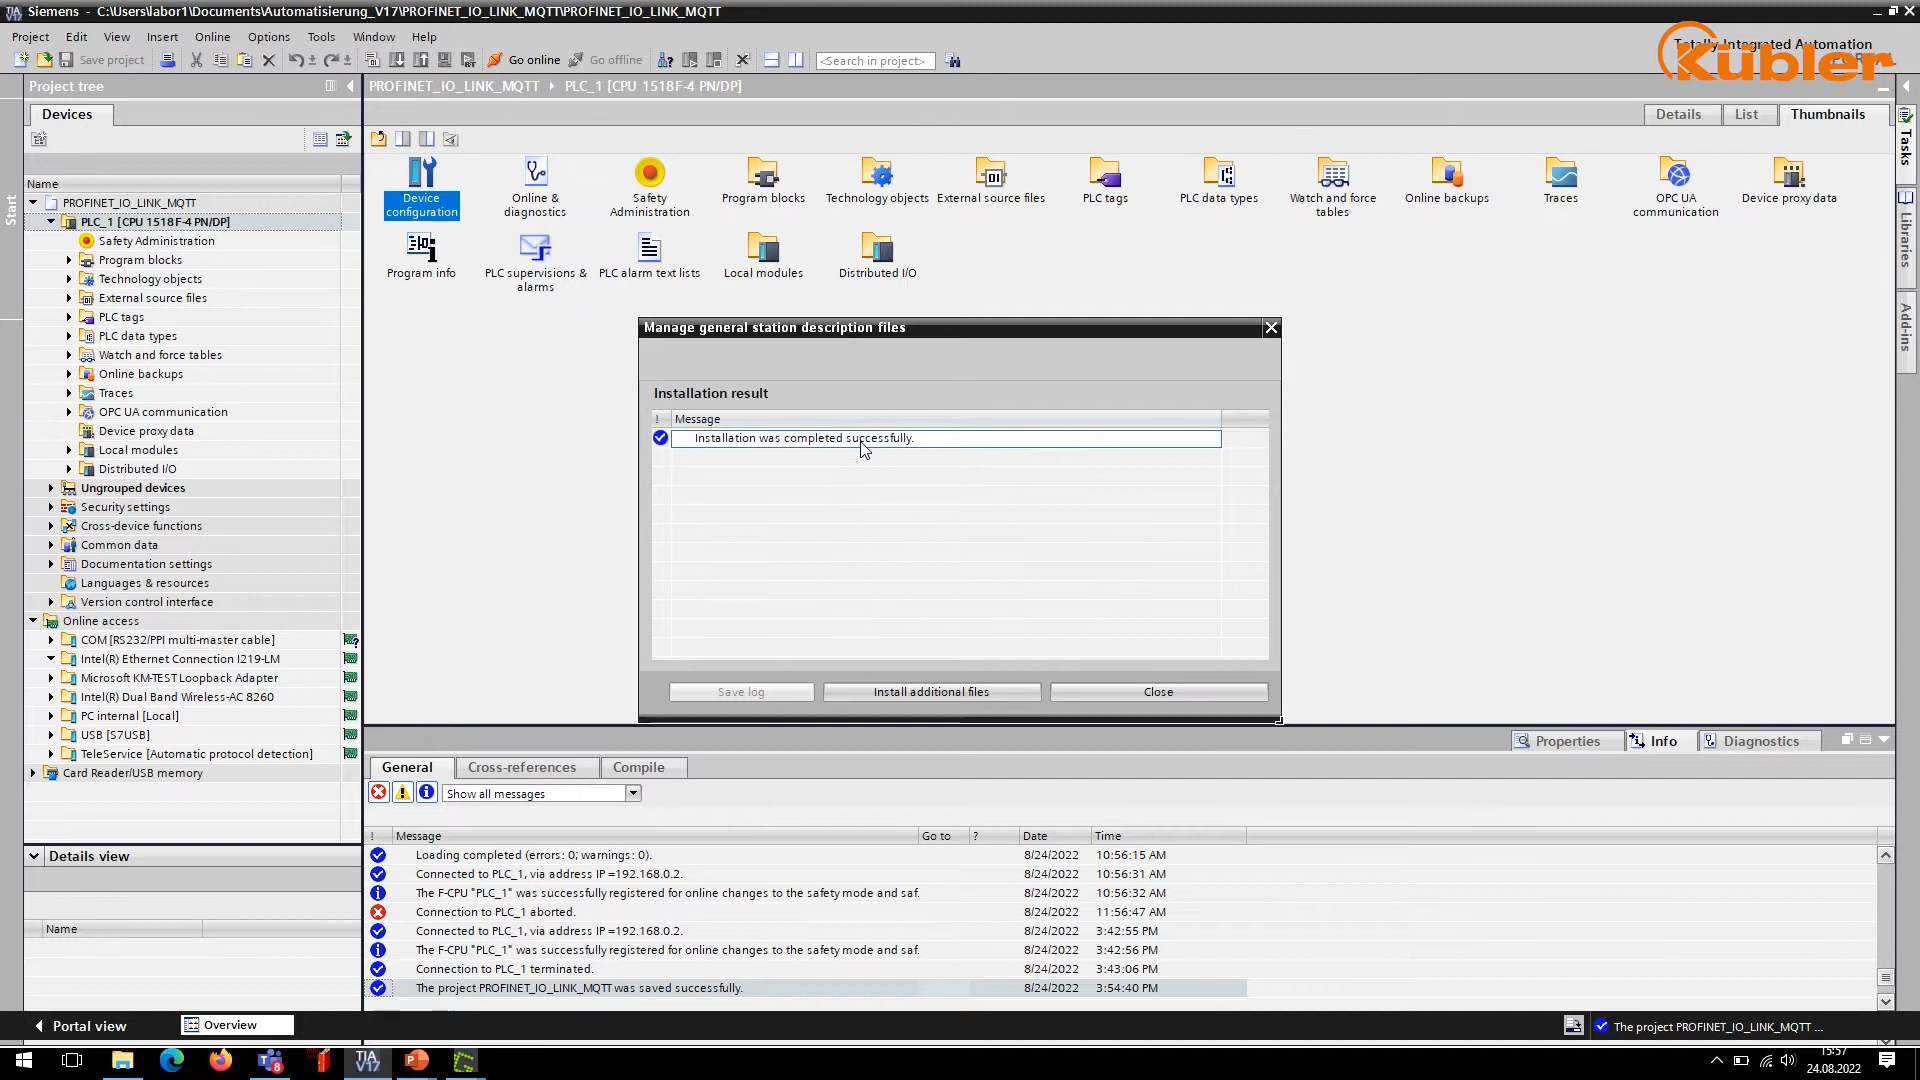 Siemens - C:\Users\labor1\Documents\Automatisierung_V17\PROFINET_IO_LINK_MQTT\PROFINET_IO_LINK_MQTT
Project Edit View Insert Online Options Tools Window Help
Totally Integrated Automation
Kübler
Save project
Go online
Go offline
<Search in project>
Project tree
PROFINET_IO_LINK_MQTT
PLC_1 [CPU 1518F-4 PN/DP]
Devices
Details
List
Thumbnails
Start
Name
PROFINET_IO_LINK_MQTT
PLC_1 [CPU 1518F-4 PN/DP]
Safety Administration
Program blocks
Technology objects
External source files
PLC tags
PLC data types
Watch and force tables
Online backups
Traces
OPC UA communication
Device proxy data
Local modules
Distributed I/O
Ungrouped devices
Security settings
Cross-device functions
Common data
Documentation settings
Languages & resources
Version control interface
Online access
COM [RS232/PPI multi-master cable]
Intel(R) Ethernet Connection I219-LM
Microsoft KM-TEST Loopback Adapter
Intel(R) Dual Band Wireless-AC 8260
PC internal [Local]
USB [S7USB]
TeleService [Automatic protocol detection]
Card Reader/USB memory
Details view
Name
Device configuration
Online & diagnostics
Safety Administration
Program blocks
Technology objects
External source files
PLC tags
PLC data types
Watch and force tables
Online backups
Traces
OPC UA communication
Device proxy data
Program info
PLC supervisions & alarms
PLC alarm text lists
Local modules
Distributed I/O
Tasks
Libraries
Add-ins
Manage general station description files
Installation result
! Message
Installation was completed successfully.
Save log
Install additional files
Close
Properties
Info
Diagnostics
General
Cross-references
Compile
Show all messages
! Message Go to ? Date Time
Loading completed (errors: 0; warnings: 0). 8/24/2022 10:56:15 AM
Connected to PLC_1, via address IP =192.168.0.2. 8/24/2022 10:56:31 AM
The F-CPU "PLC_1" was successfully registered for online changes to the safety mode and saf. 8/24/2022 10:56:32 AM
Connection to PLC_1 aborted. 8/24/2022 11:56:47 AM
Connected to PLC_1, via address IP =192.168.0.2. 8/24/2022 3:42:55 PM
The F-CPU "PLC_1" was successfully registered for online changes to the safety mode and saf. 8/24/2022 3:42:56 PM
Connection to PLC_1 terminated. 8/24/2022 3:43:06 PM
The project PROFINET_IO_LINK_MQTT was saved successfully. 8/24/2022 3:54:40 PM
Portal view
Overview
The project PROFINET_IO_LINK_MQTT ...
TIA V17
15:57
24.08.2022